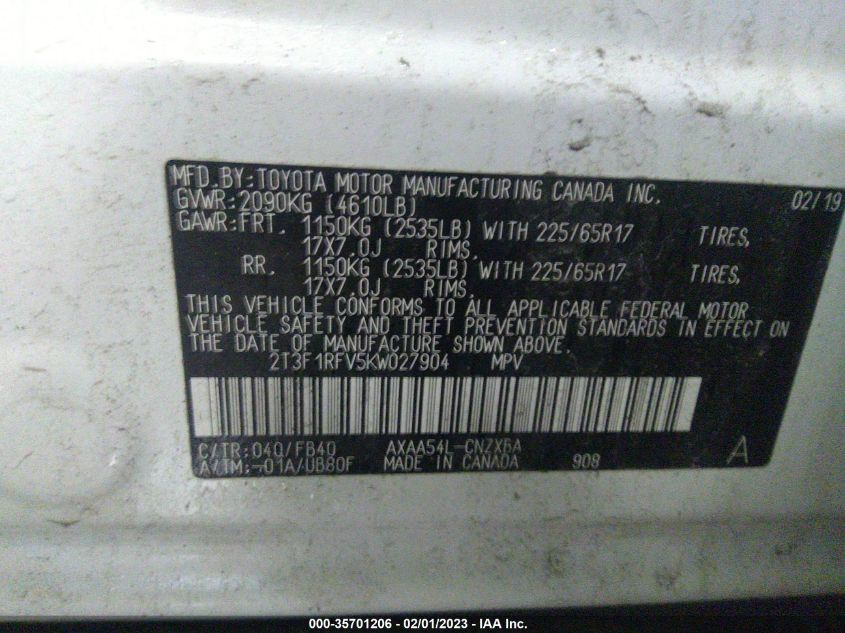 MFD. BY: TOYOTA MOTOR MANUFACTURING CANADA INC. 02/19
GVWR: 2090KG (4610LB)
GAWR: FRT. 1150KG (2535LB) WITH 225/65R17 TIRES,
17X7.0J RIMS,
RR. 1150KG (2535LB) WITH 225/65R17 TIRES,
17X7.0J RIMS,
THIS VEHICLE CONFORMS TO ALL APPLICABLE FEDERAL MOTOR
VEHICLE SAFETY AND THEFT PREVENTION STANDARDS IN EFFECT ON
THE DATE OF MANUFACTURE SHOWN ABOVE.
2T3F1RFV5KW027904 MPV
C/TR: 040/FB40 AXAA54L-CNZXBA
A/TM: -01A/UB80F MADE IN CANADA 908 A
000-35701206 - 02/01/2023 - IAA Inc.